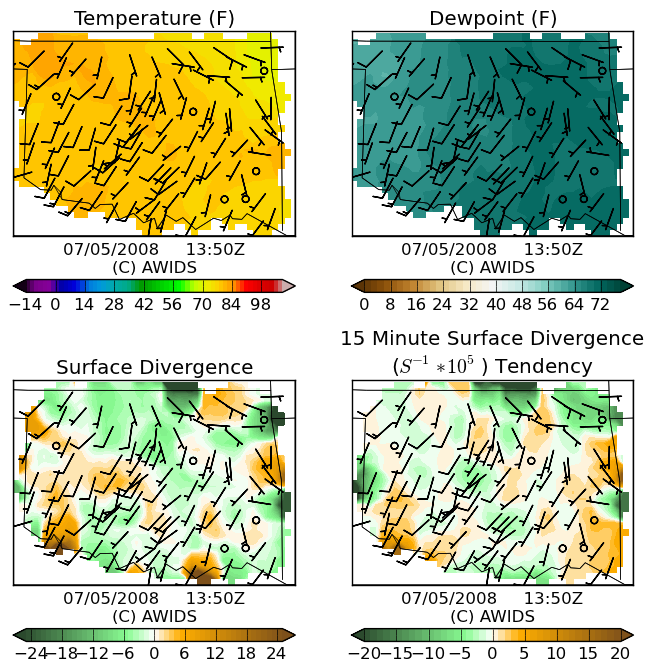 Temperature (F)
Dewpoint (F)
07/05/2008 13:50Z
(C) AWIDS
07/05/2008 13:50Z
(C) AWIDS
−14 0 14 28 42 56 70 84 98
0 8 16 24 32 40 48 56 64 72
Surface Divergence
15 Minute Surface Divergence
(S⁻¹ *10⁵ ) Tendency
07/05/2008 13:50Z
(C) AWIDS
07/05/2008 13:50Z
(C) AWIDS
−24 −18 −12 −6 0 6 12 18 24
−20 −15 −10 −5 0 5 10 15 20